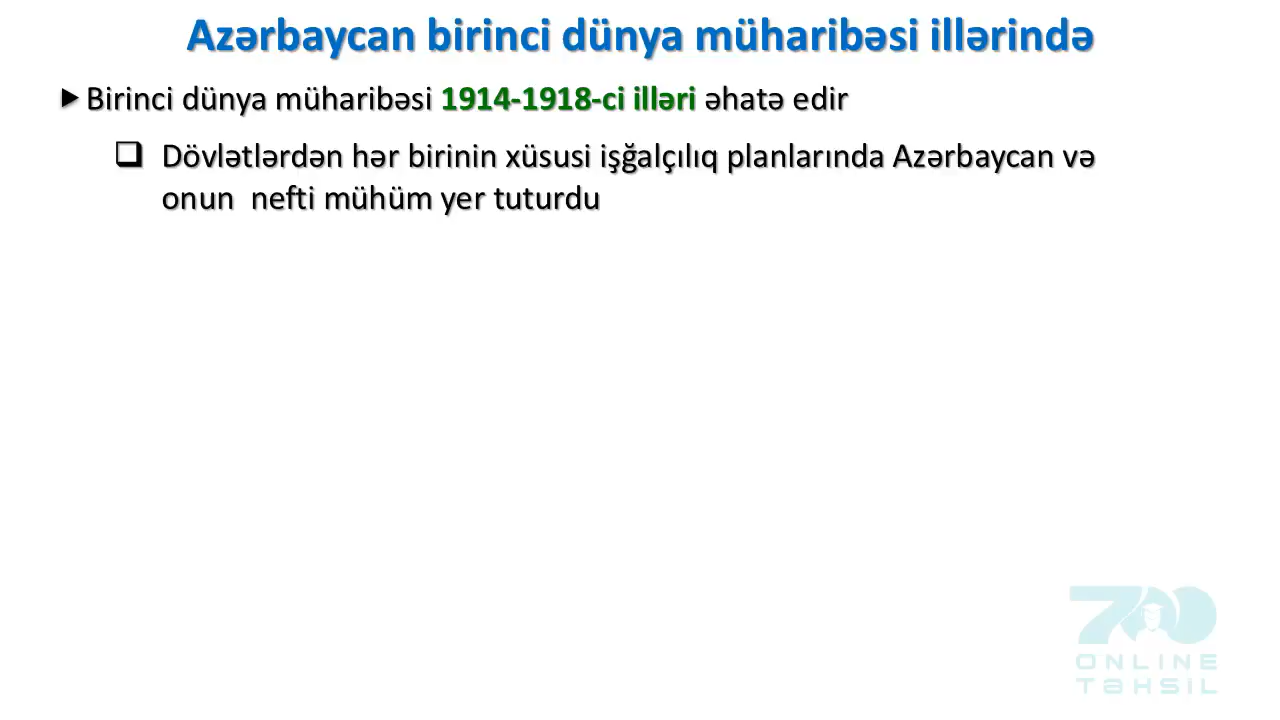 Azərbaycan birinci dünya müharibəsi illərində
Birinci dünya müharibəsi 1914-1918-ci illəri əhatə edir
Dövlətlərdən hər birinin xüsusi işğalçılıq planlarında Azərbaycan və
onun nefti mühüm yer tuturdu
700
ONLINE
TəHSIL